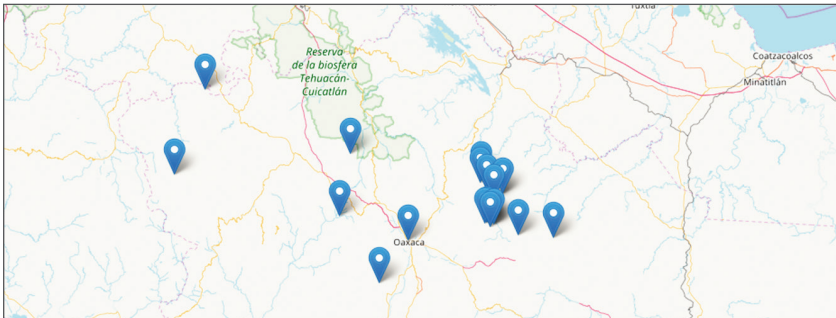 Tuxtla
Reserva
de la biosfera
Tehuacán-
Cuicatlán
Coatzacoalcos
Minatitlán
Oaxaca